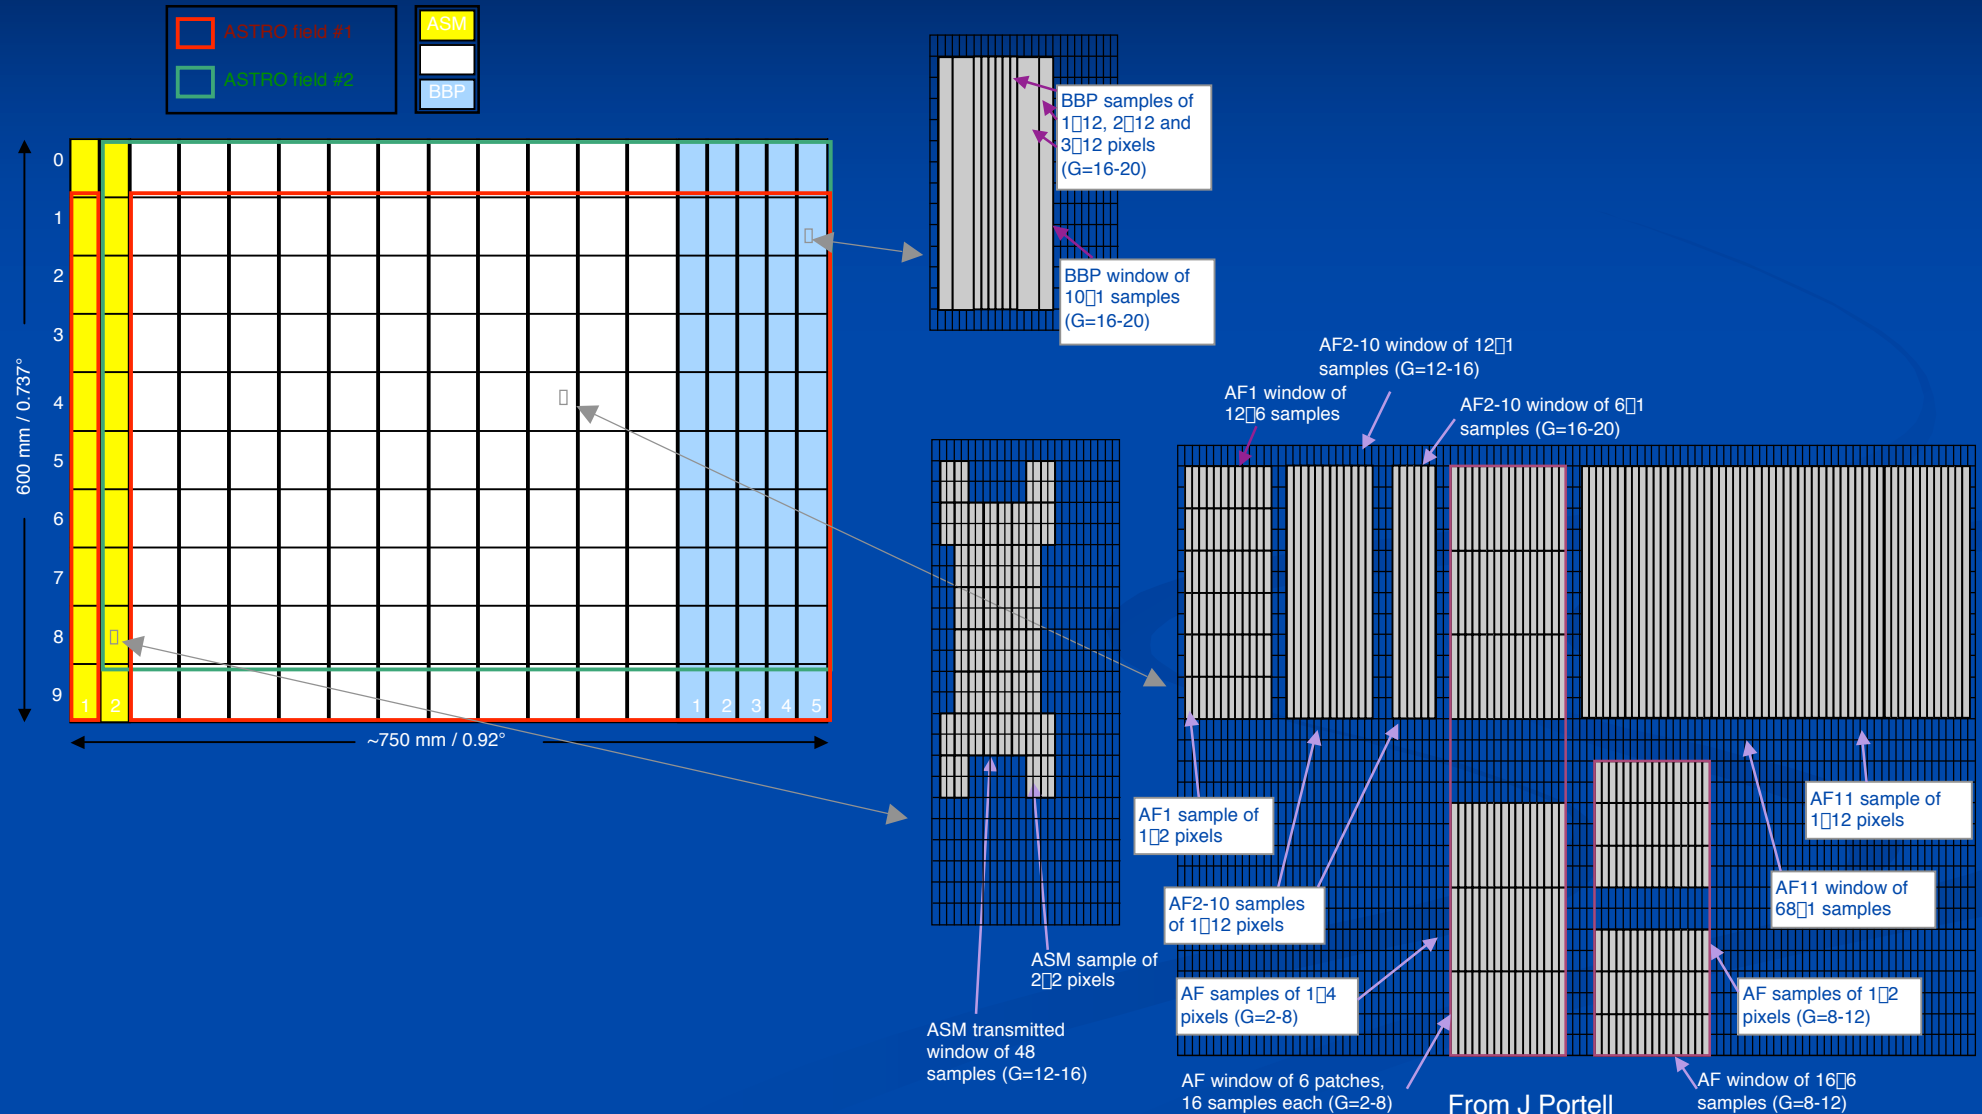 ASTRO field #1
ASTRO field #2
ASM
BBP
0
1
2
3
4
5
6
7
8
9
600 mm / 0.737°
1
2
1
2
3
4
5
~750 mm / 0.92°
BBP samples of
1▯12, 2▯12 and
3▯12 pixels
(G=16-20)
BBP window of
10▯1 samples
(G=16-20)
AF2-10 window of 12▯1
samples (G=12-16)
AF1 window of
12▯6 samples
AF2-10 window of 6▯1
samples (G=16-20)
AF1 sample of
1▯2 pixels
AF2-10 samples
of 1▯12 pixels
AF11 sample of
1▯12 pixels
AF11 window of
68▯1 samples
ASM sample of
2▯2 pixels
AF samples of 1▯4
pixels (G=2-8)
AF samples of 1▯2
pixels (G=8-12)
ASM transmitted
window of 48
samples (G=12-16)
AF window of 6 patches,
16 samples each (G=2-8)
AF window of 16▯6
samples (G=8-12)
From J Portell